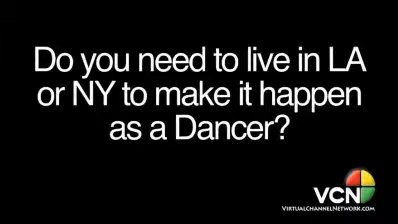 Do you need to live in LA
or NY to make it happen
as a Dancer?
VCN
VIRTUALCHANNELNETWORK.COM